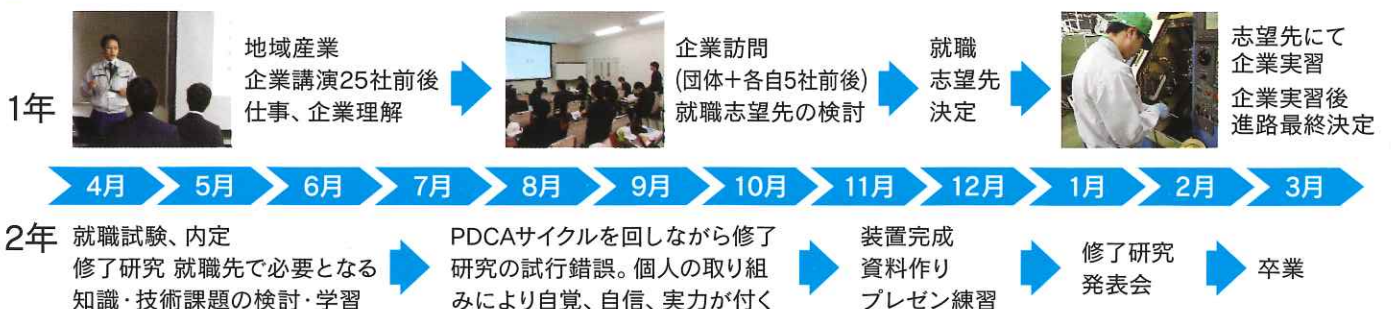 1年
地域産業
企業講演25社前後
仕事、企業理解
企業訪問
(団体+各自5社前後)
就職志望先の検討
就職
志望先
決定
志望先にて
企業実習
企業実習後
進路最終決定
4月 5月 6月 7月 8月 9月 10月 11月 12月 1月 2月 3月
2年
就職試験、内定
修了研究 就職先で必要となる
知識・技術課題の検討・学習
PDCAサイクルを回しながら修了
研究の試行錯誤。個人の取り組
みにより自覚、自信、実力が付く
装置完成
資料作り
プレゼン練習
修了研究
発表会
卒業